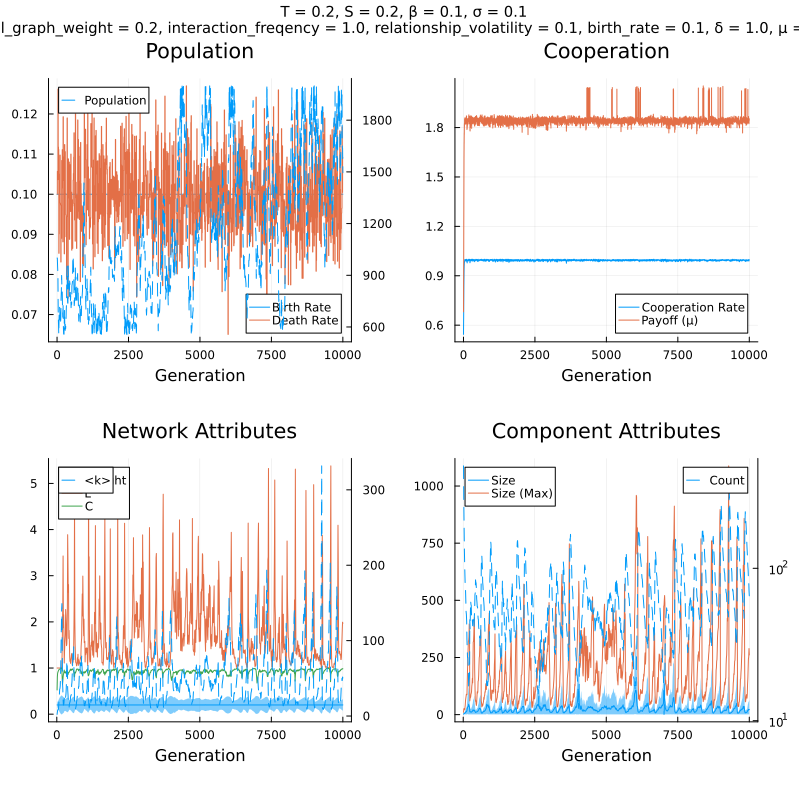 T = 0.2, S = 0.2, β = 0.1, σ = 0.1
l_graph_weight = 0.2, interaction_freqency = 1.0, relationship_volatility = 0.1, birth_rate = 0.1, δ = 1.0, μ =
Population
Cooperation
Population
0.12
0.11
0.10
0.09
0.08
0.07
1800
1500
1200
900
600
Birth Rate
Death Rate
0 2500 5000 7500 10000
Generation
1.8
1.5
1.2
0.9
0.6
Cooperation Rate
Payoff (μ)
0 2500 5000 7500 10000
Generation
Network Attributes
Component Attributes
<k> ht
L
C
5
4
3
2
1
0
300
200
100
0
0 2500 5000 7500 10000
Generation
Size
Size (Max)
Count
1000
750
500
250
0
10²
10¹
0 2500 5000 7500 10000
Generation